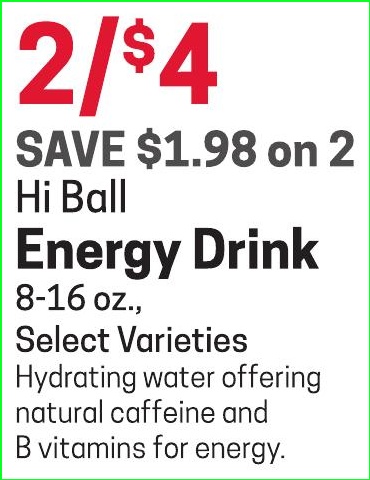 2/$4
SAVE $1.98 on 2
Hi Ball
Energy Drink
8-16 oz.,
Select Varieties
Hydrating water offering
natural caffeine and
B vitamins for energy.